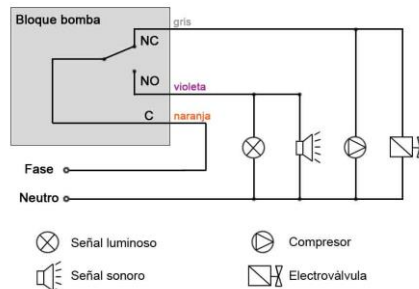 Bloque bomba
gris
NC
NO
violeta
C
naranja
Fase
Neutro
Señal luminoso
Compresor
Señal sonoro
Electroválvula